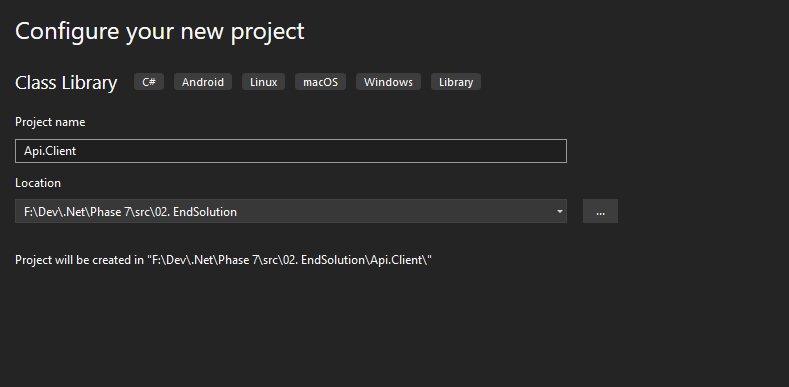 Configure your new project
Class Library C# Android Linux macOS Windows Library
Project name
Api.Client
Location
F:\Dev\.Net\Phase 7\src\02. EndSolution
...
Project will be created in "F:\Dev\.Net\Phase 7\src\02. EndSolution\Api.Client\"